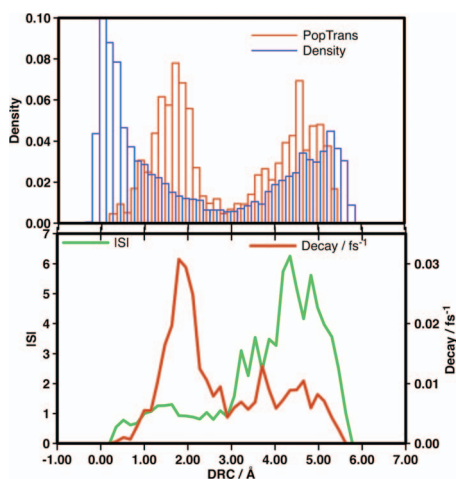 0.10
PopTrans
Density
0.08
0.06
Density
0.04
0.02
0.00
7
ISI
Decay / fs-1
6
0.03
5
4
0.02
ISI
Decay / fs-1
3
2
0.01
1
0
0.00
-1.00 0.00 1.00 2.00 3.00 4.00 5.00 6.00 7.00
DRC / Å